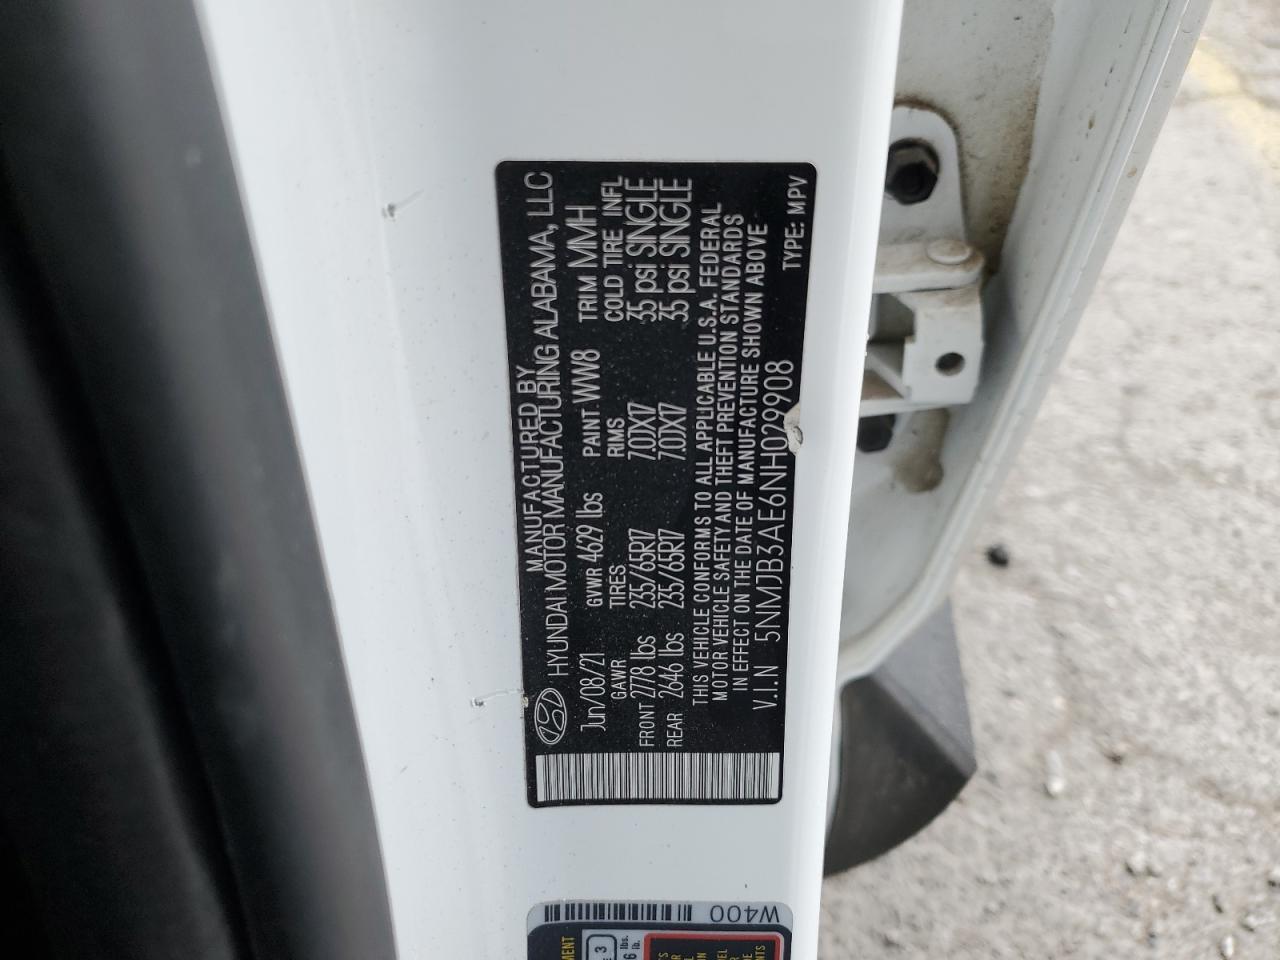 MANUFACTURED BY
HYUNDAI MOTOR MANUFACTURING ALABAMA, LLC
Jun/08/21 GVWR 4629 lbs PAINT WW8 TRIM MMH
GAWR TIRES RIMS COLD TIRE INFL
FRONT 2778 lbs 235/65R17 7.0JX17 35 psi SINGLE
REAR 2646 lbs 235/65R17 7.0JX17 35 psi SINGLE
THIS VEHICLE CONFORMS TO ALL APPLICABLE U.S.A. FEDERAL
MOTOR VEHICLE SAFETY AND THEFT PREVENTION STANDARDS
IN EFFECT ON THE DATE OF MANUFACTURE SHOWN ABOVE
V.I.N 5NMJB3AE6NH029908 TYPE: MPV
W400